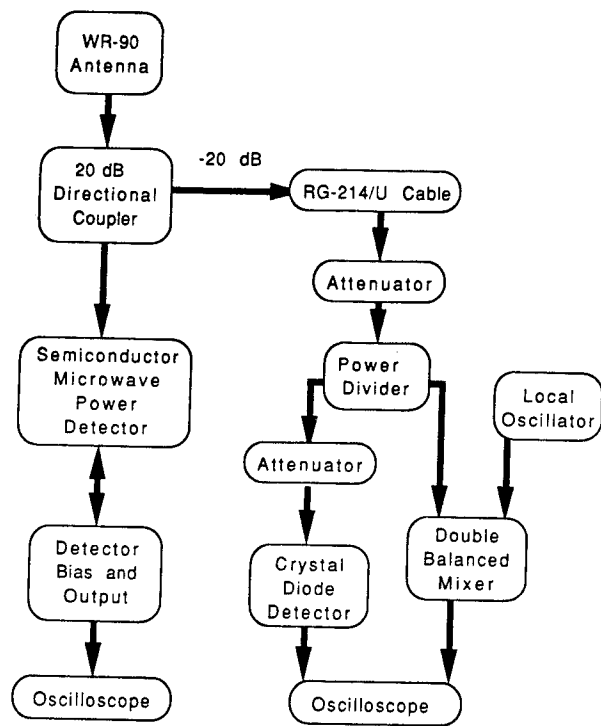 WR-90
Antenna
20 dB
Directional
Coupler
-20 dB
RG-214/U Cable
Attenuator
Semiconductor
Microwave
Power
Detector
Power
Divider
Local
Oscillator
Attenuator
Detector
Bias and
Output
Crystal
Diode
Detector
Double
Balanced
Mixer
Oscilloscope
Oscilloscope